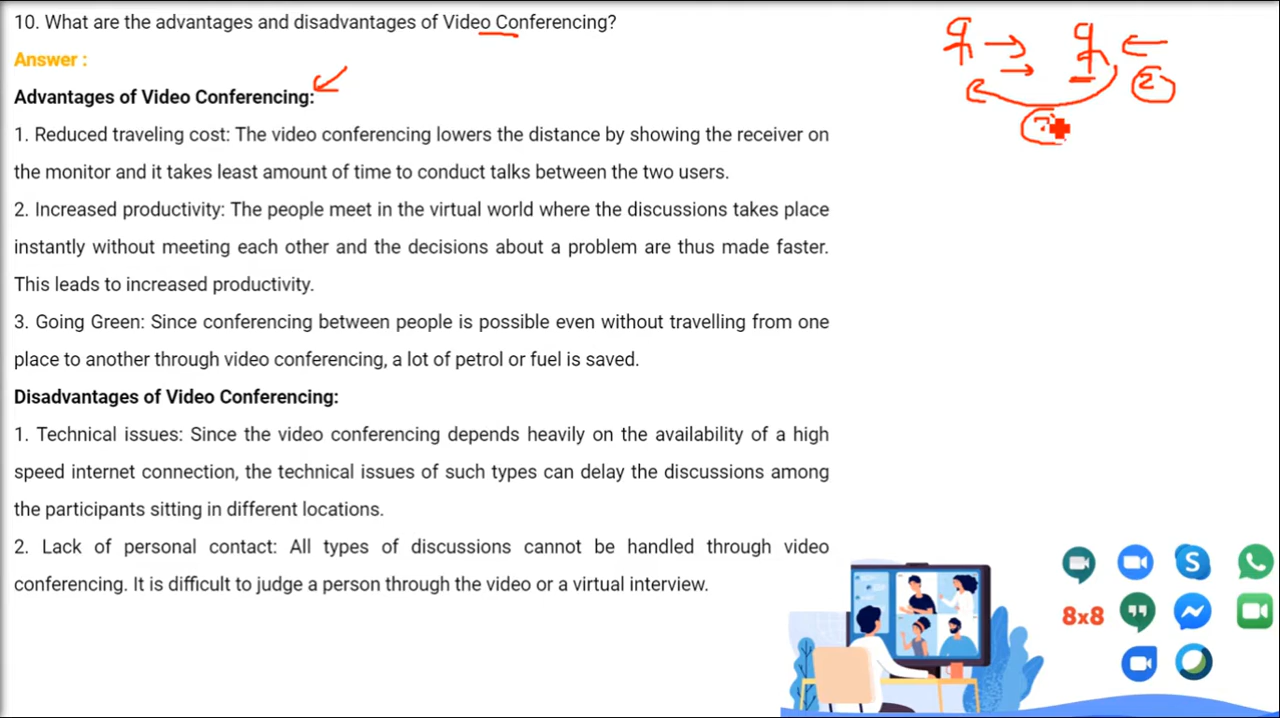 10. What are the advantages and disadvantages of Video Conferencing?
Answer :
Advantages of Video Conferencing:
1. Reduced traveling cost: The video conferencing lowers the distance by showing the receiver on
the monitor and it takes least amount of time to conduct talks between the two users.
2. Increased productivity: The people meet in the virtual world where the discussions takes place
instantly without meeting each other and the decisions about a problem are thus made faster.
This leads to increased productivity.
3. Going Green: Since conferencing between people is possible even without travelling from one
place to another through video conferencing, a lot of petrol or fuel is saved.
Disadvantages of Video Conferencing:
1. Technical issues: Since the video conferencing depends heavily on the availability of a high
speed internet connection, the technical issues of such types can delay the discussions among
the participants sitting in different locations.
2. Lack of personal contact: All types of discussions cannot be handled through video
conferencing. It is difficult to judge a person through the video or a virtual interview.
2
S
8x8